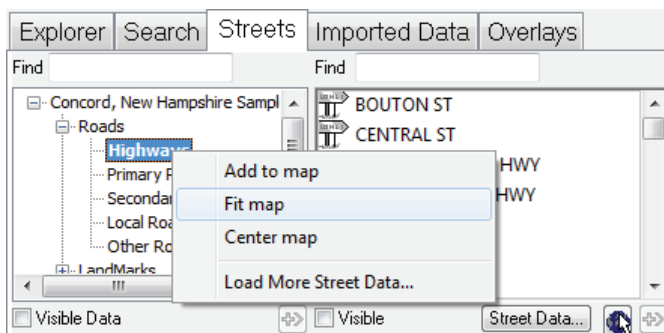 Explorer Search Streets Imported Data Overlays
Find Find
Concord, New Hampshire Sampl
Roads
Highways
Primary
Local Roa
Other Ro
LandMarks
BOUTON ST
CENTRAL ST
HWY
HWY
Add to map
Fit map
Center map
Load More Street Data...
Visible Data Visible Street Data...